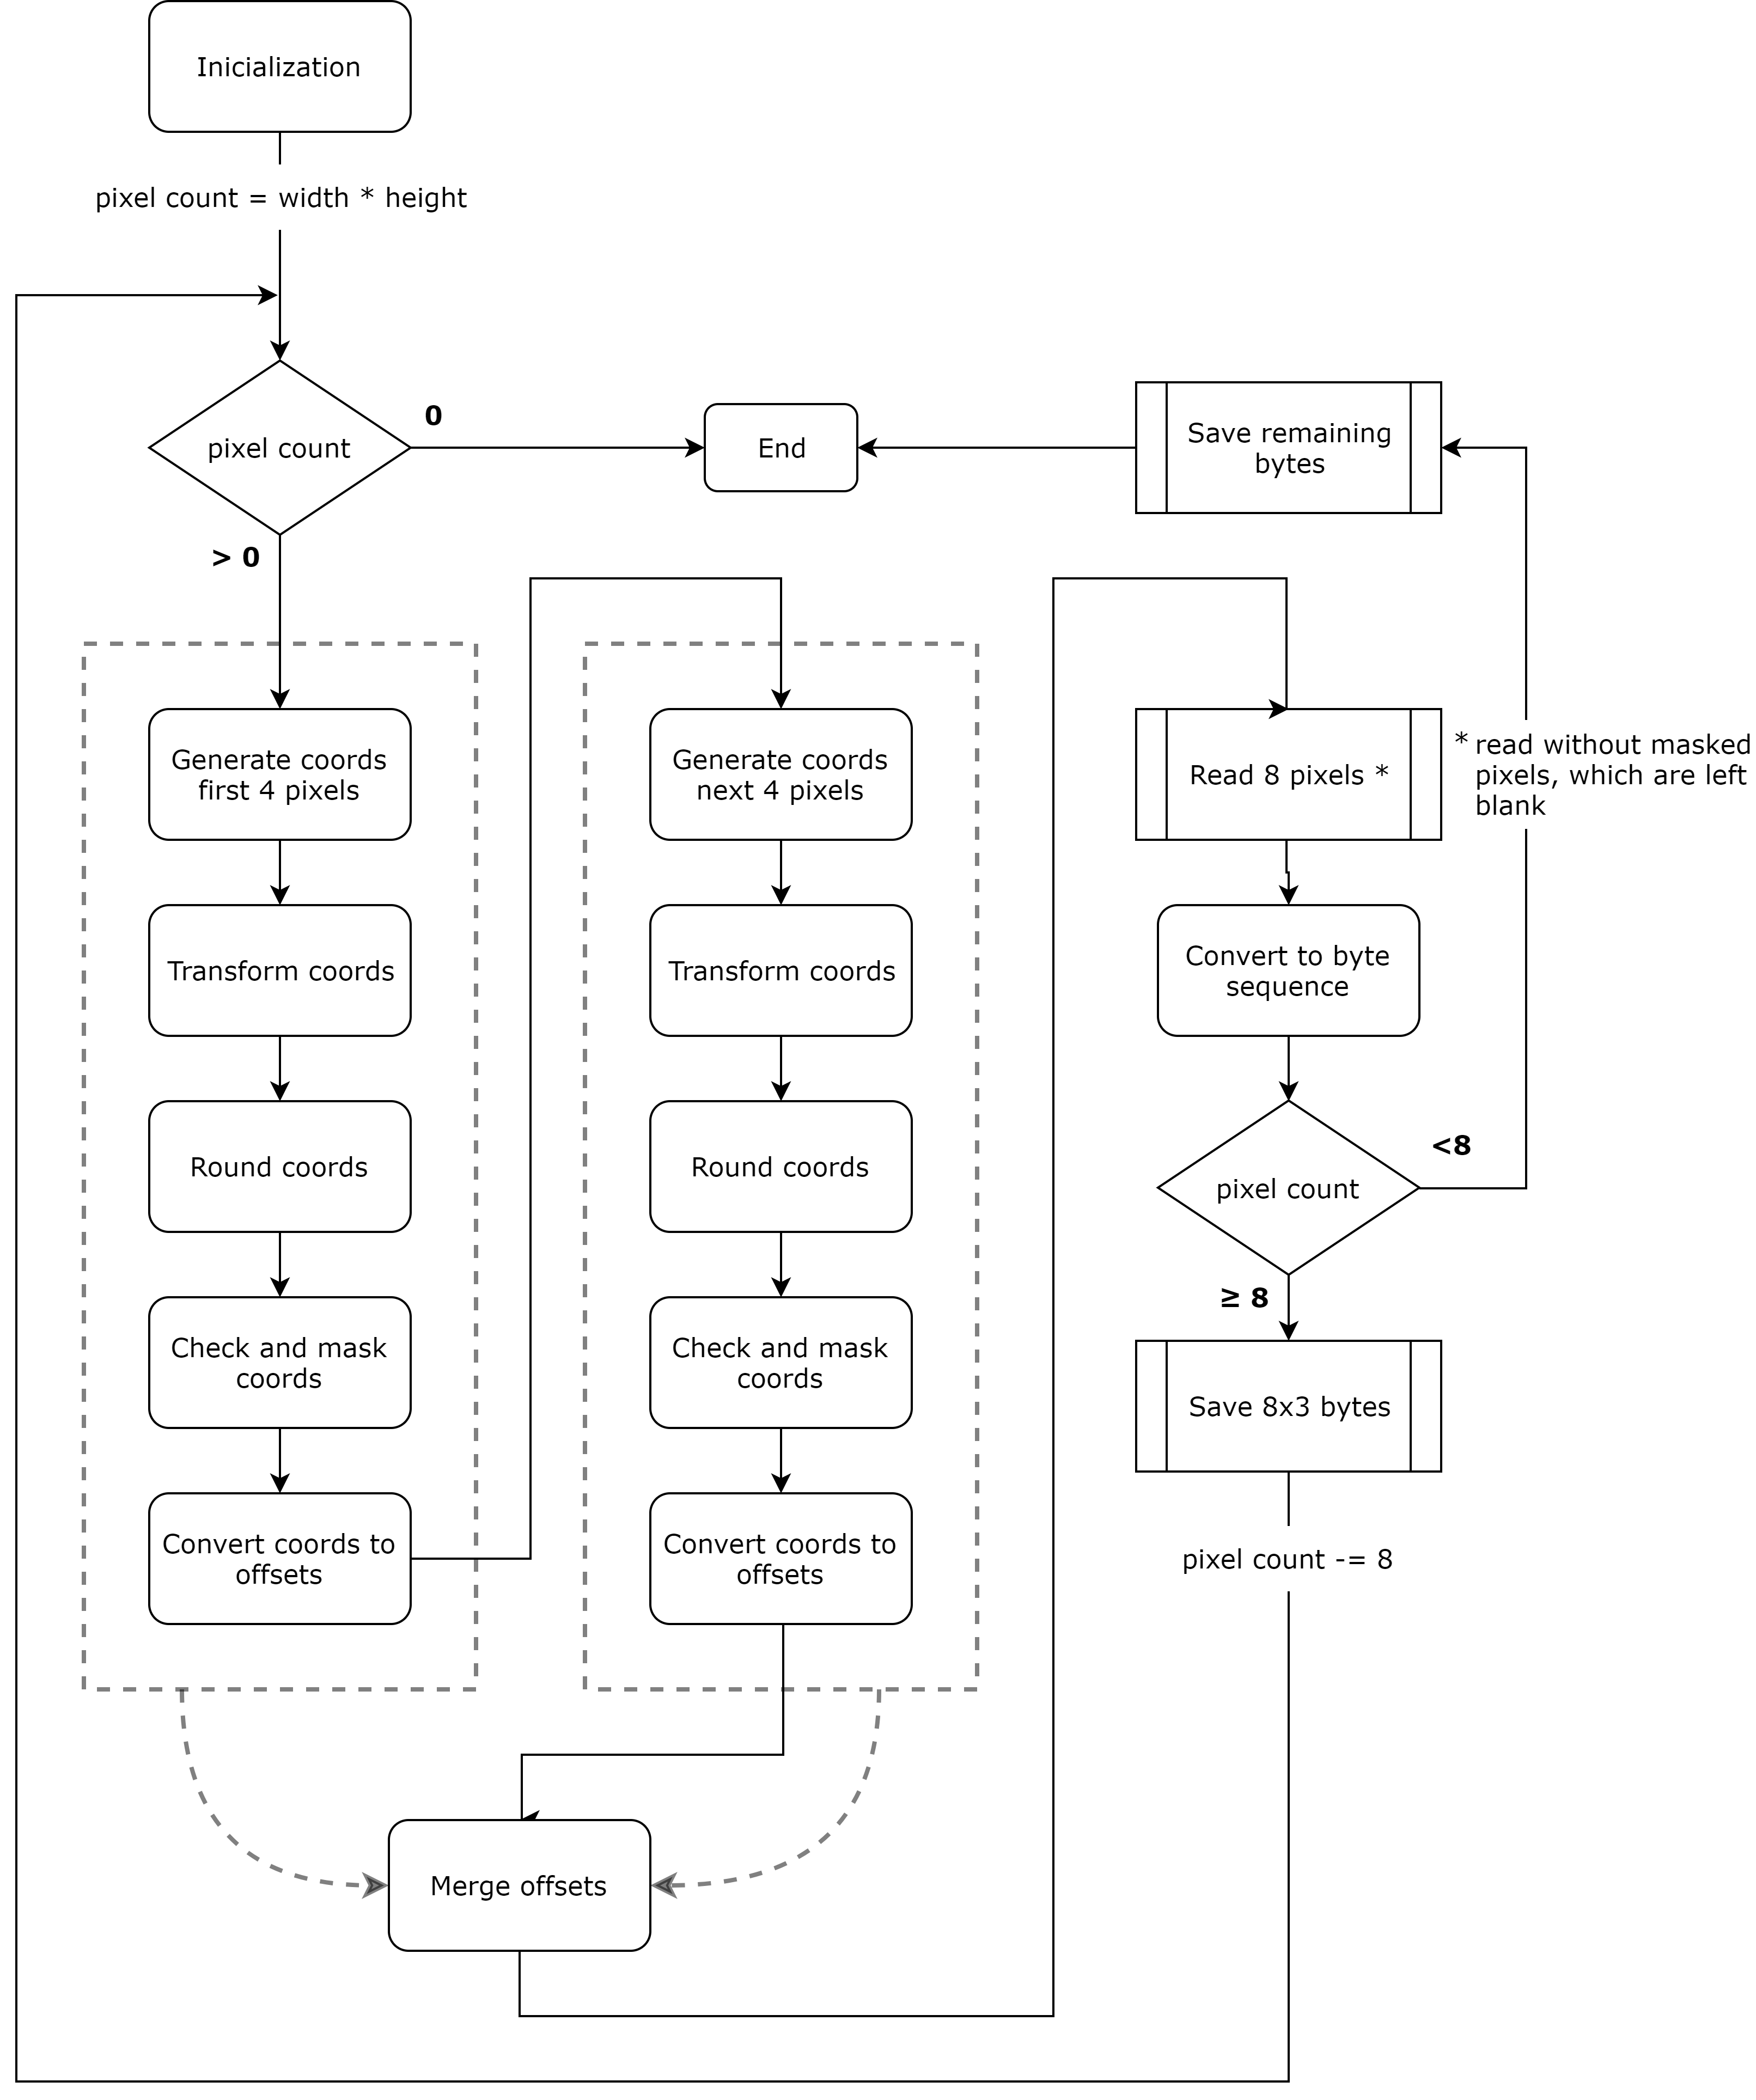 Inicialization
pixel count = width * height
pixel count
0
> 0
End
Save remaining
bytes
Generate coords
first 4 pixels
Transform coords
Round coords
Check and mask
coords
Convert coords to
offsets
Generate coords
next 4 pixels
Transform coords
Round coords
Check and mask
coords
Convert coords to
offsets
Merge offsets
Read 8 pixels *
* read without masked
pixels, which are left
blank
Convert to byte
sequence
pixel count
<8
≥ 8
Save 8x3 bytes
pixel count -= 8